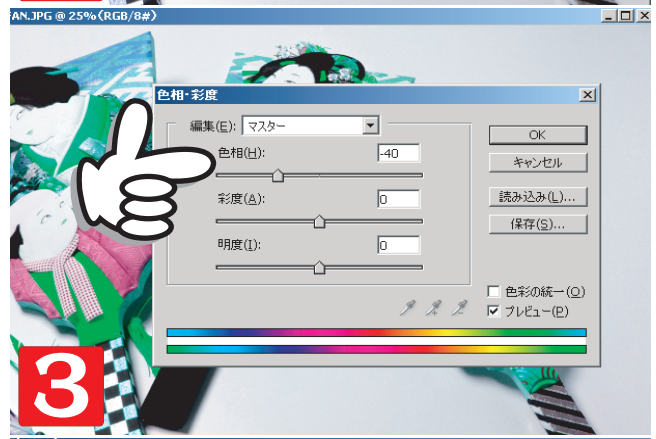 AN.JPG @ 25% (RGB/8#)
色相・彩度
編集(E): マスター
色相(H): -40
彩度(A): 0
明度(I): 0
OK
キャンセル
読み込み(L)...
保存(S)...
色彩の統一(O)
プレビュー(P)
3